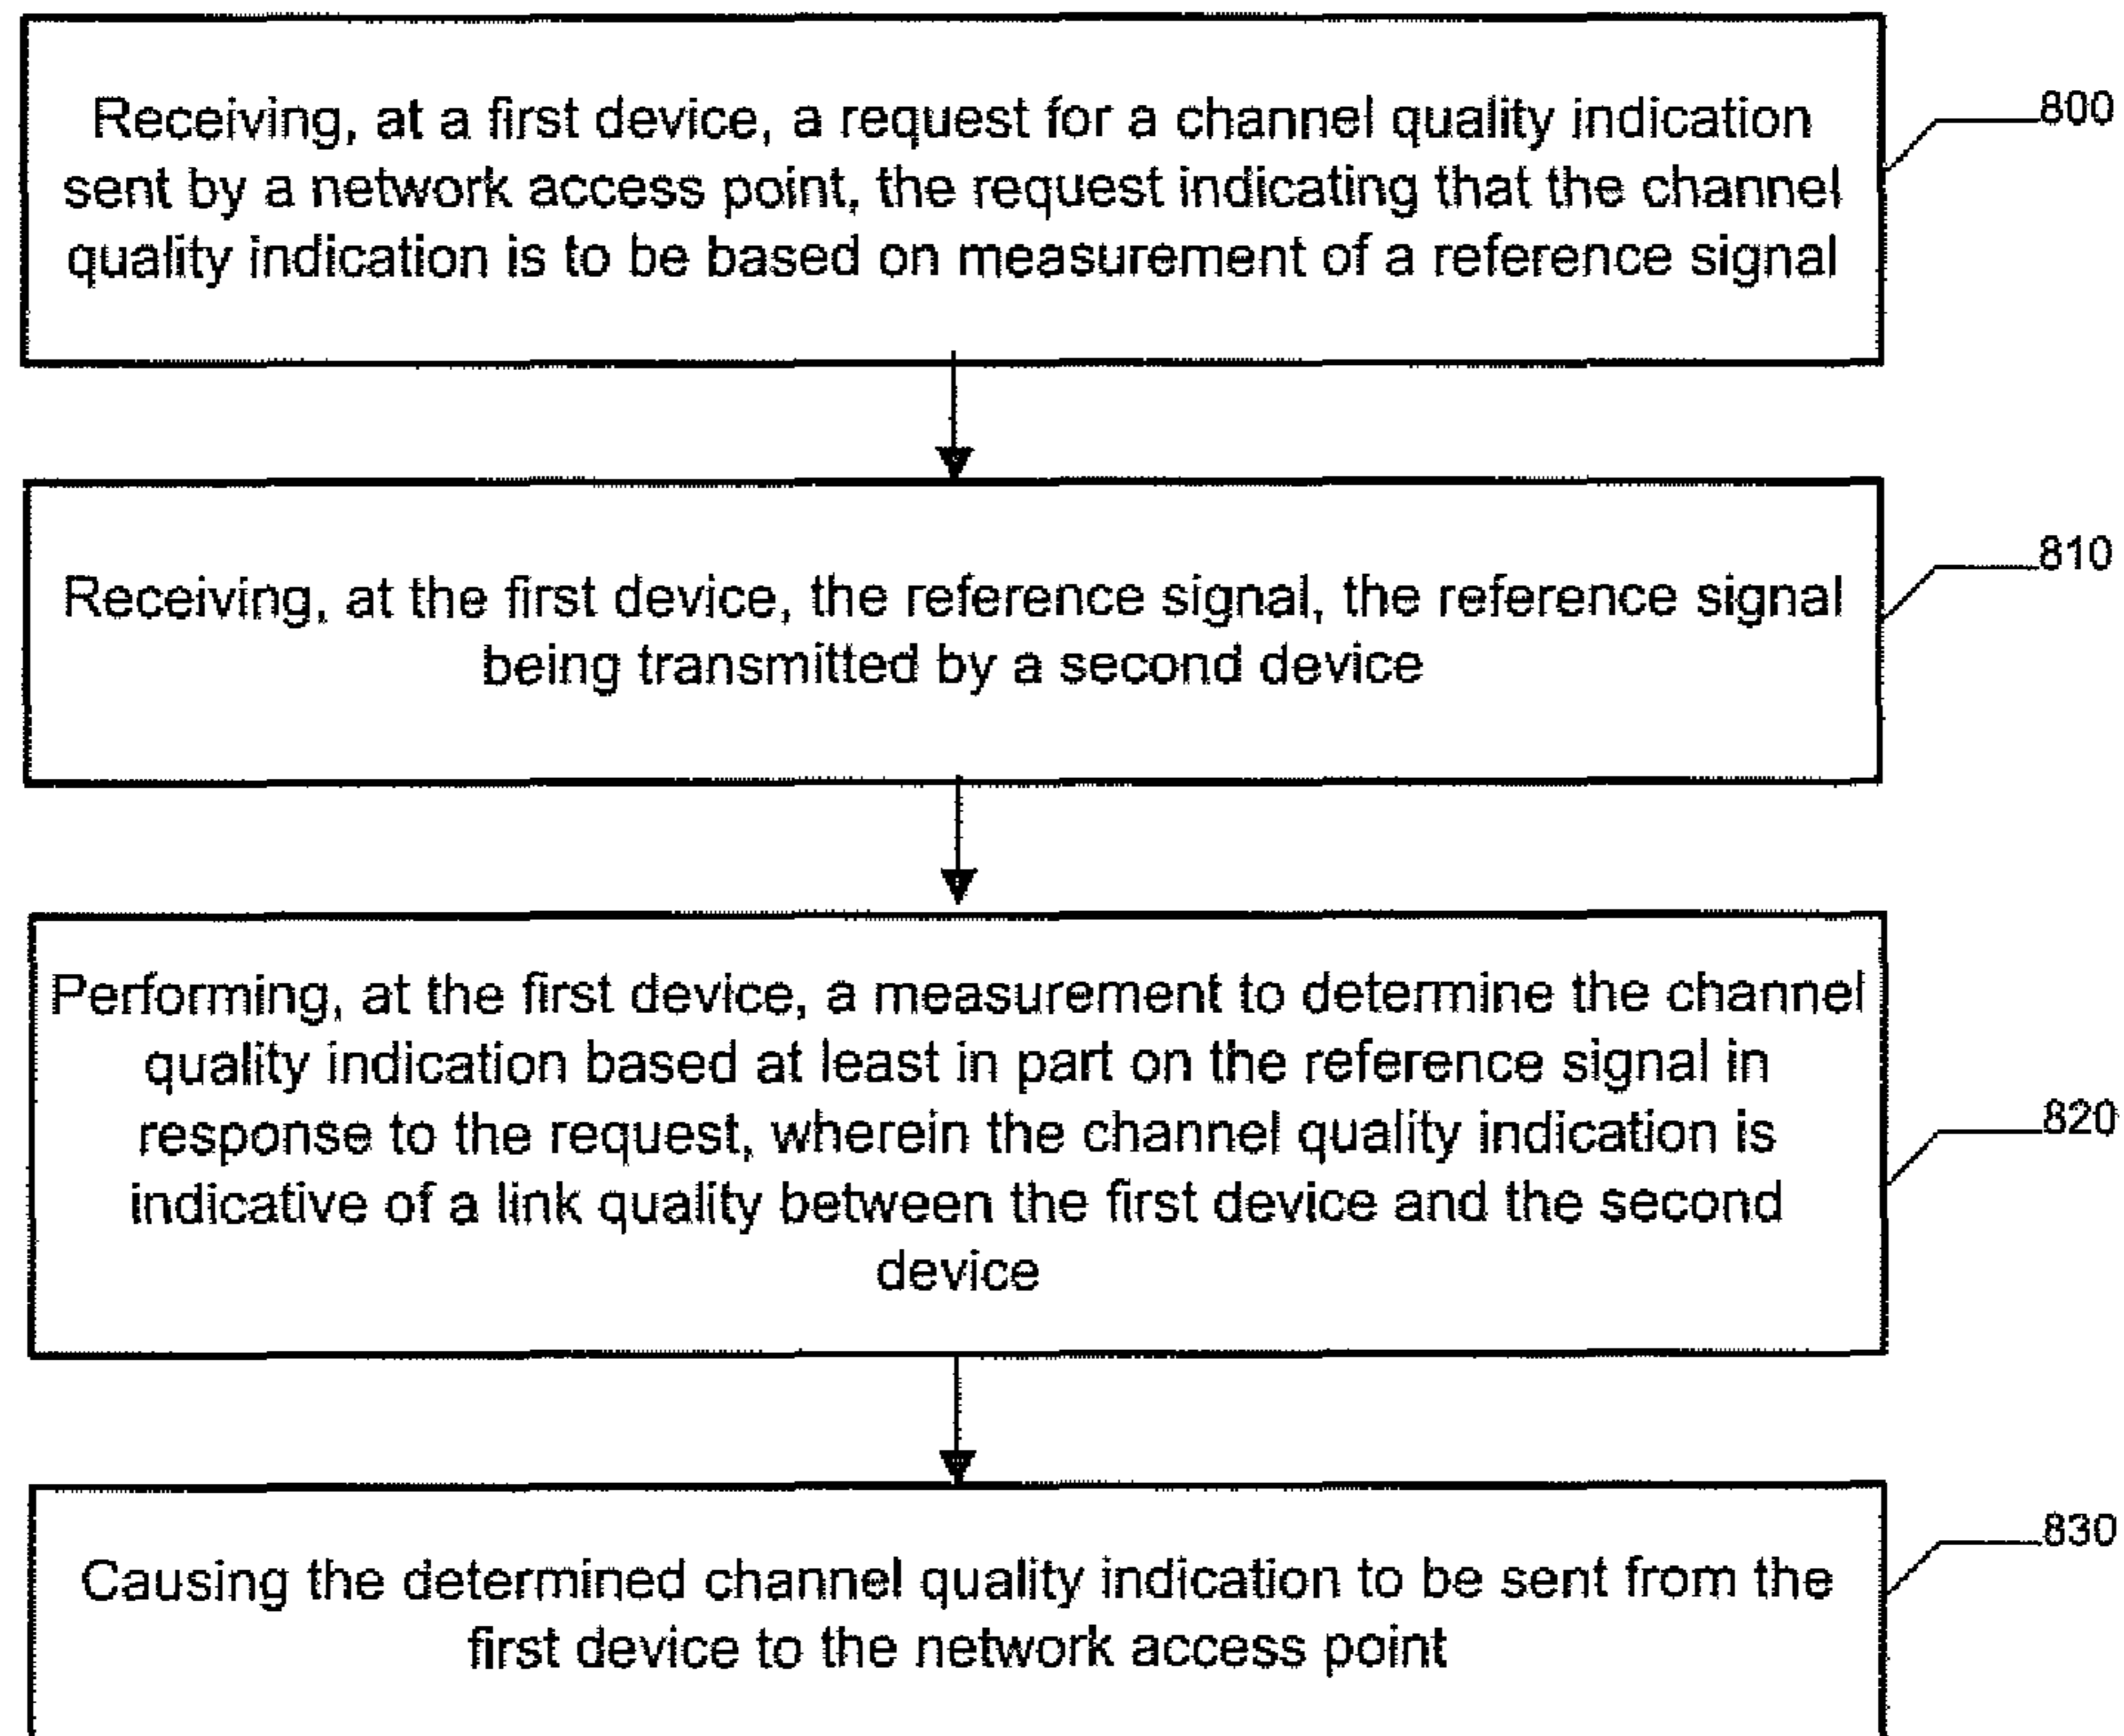 Receiving, at a first device, a request for a channel quality indication
sent by a network access point, the request indicating that the channel
quality indication is to be based on measurement of a reference signal
800
Receiving, at the first device, the reference signal, the reference signal
being transmitted by a second device
810
Performing, at the first device, a measurement to determine the channel
quality indication based at least in part on the reference signal in
response to the request, wherein the channel quality indication is
indicative of a link quality between the first device and the second
device
820
Causing the determined channel quality indication to be sent from the
first device to the network access point
830